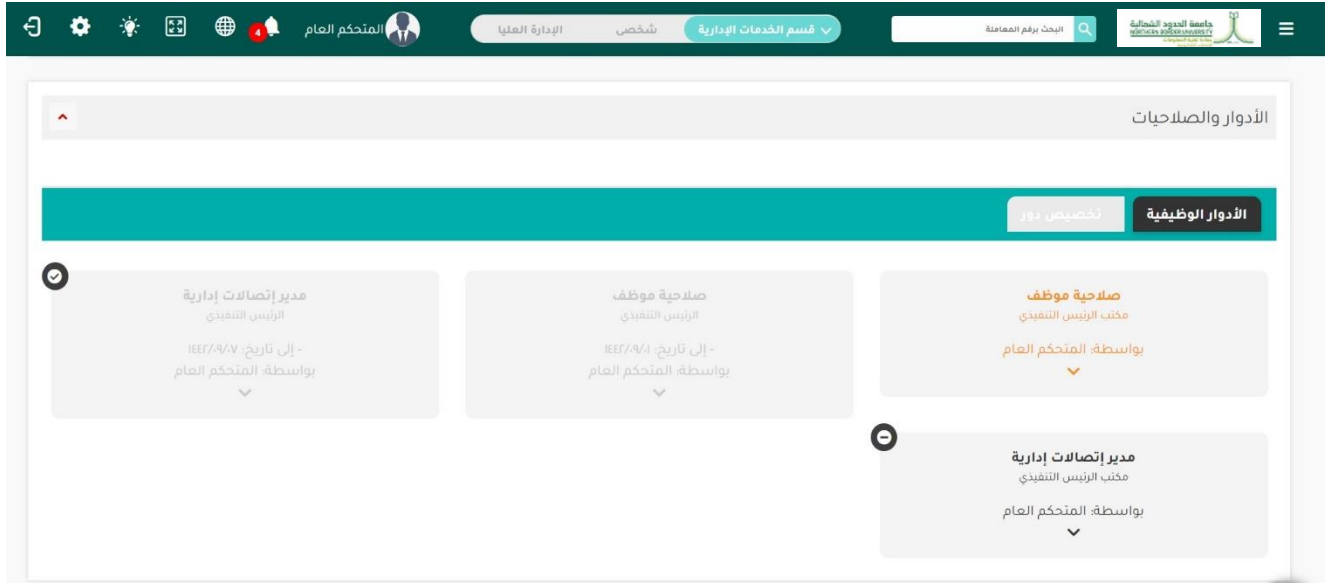 جامعة الحدود الشمالية
NORTHERN BORDER UNIVERSITY
البحث برقم المعاملة
قسم الخدمات الإدارية
شخصي
الإدارة العليا
المتحكم العام
4
الأدوار والصلاحيات
الأدوار الوظيفية
تخصيص دور
صلاحية موظف
مكتب الرئيس التنفيذي
بواسطة: المتحكم العام
صلاحية موظف
الرئيس التنفيذي
- إلى تاريخ: ١٤٤٢/٠٩/٠١
بواسطة: المتحكم العام
مدير إتصالات إدارية
الرئيس التنفيذي
- إلى تاريخ: ١٤٤٢/٠٩/٠٧
بواسطة: المتحكم العام
مدير إتصالات إدارية
مكتب الرئيس التنفيذي
بواسطة: المتحكم العام